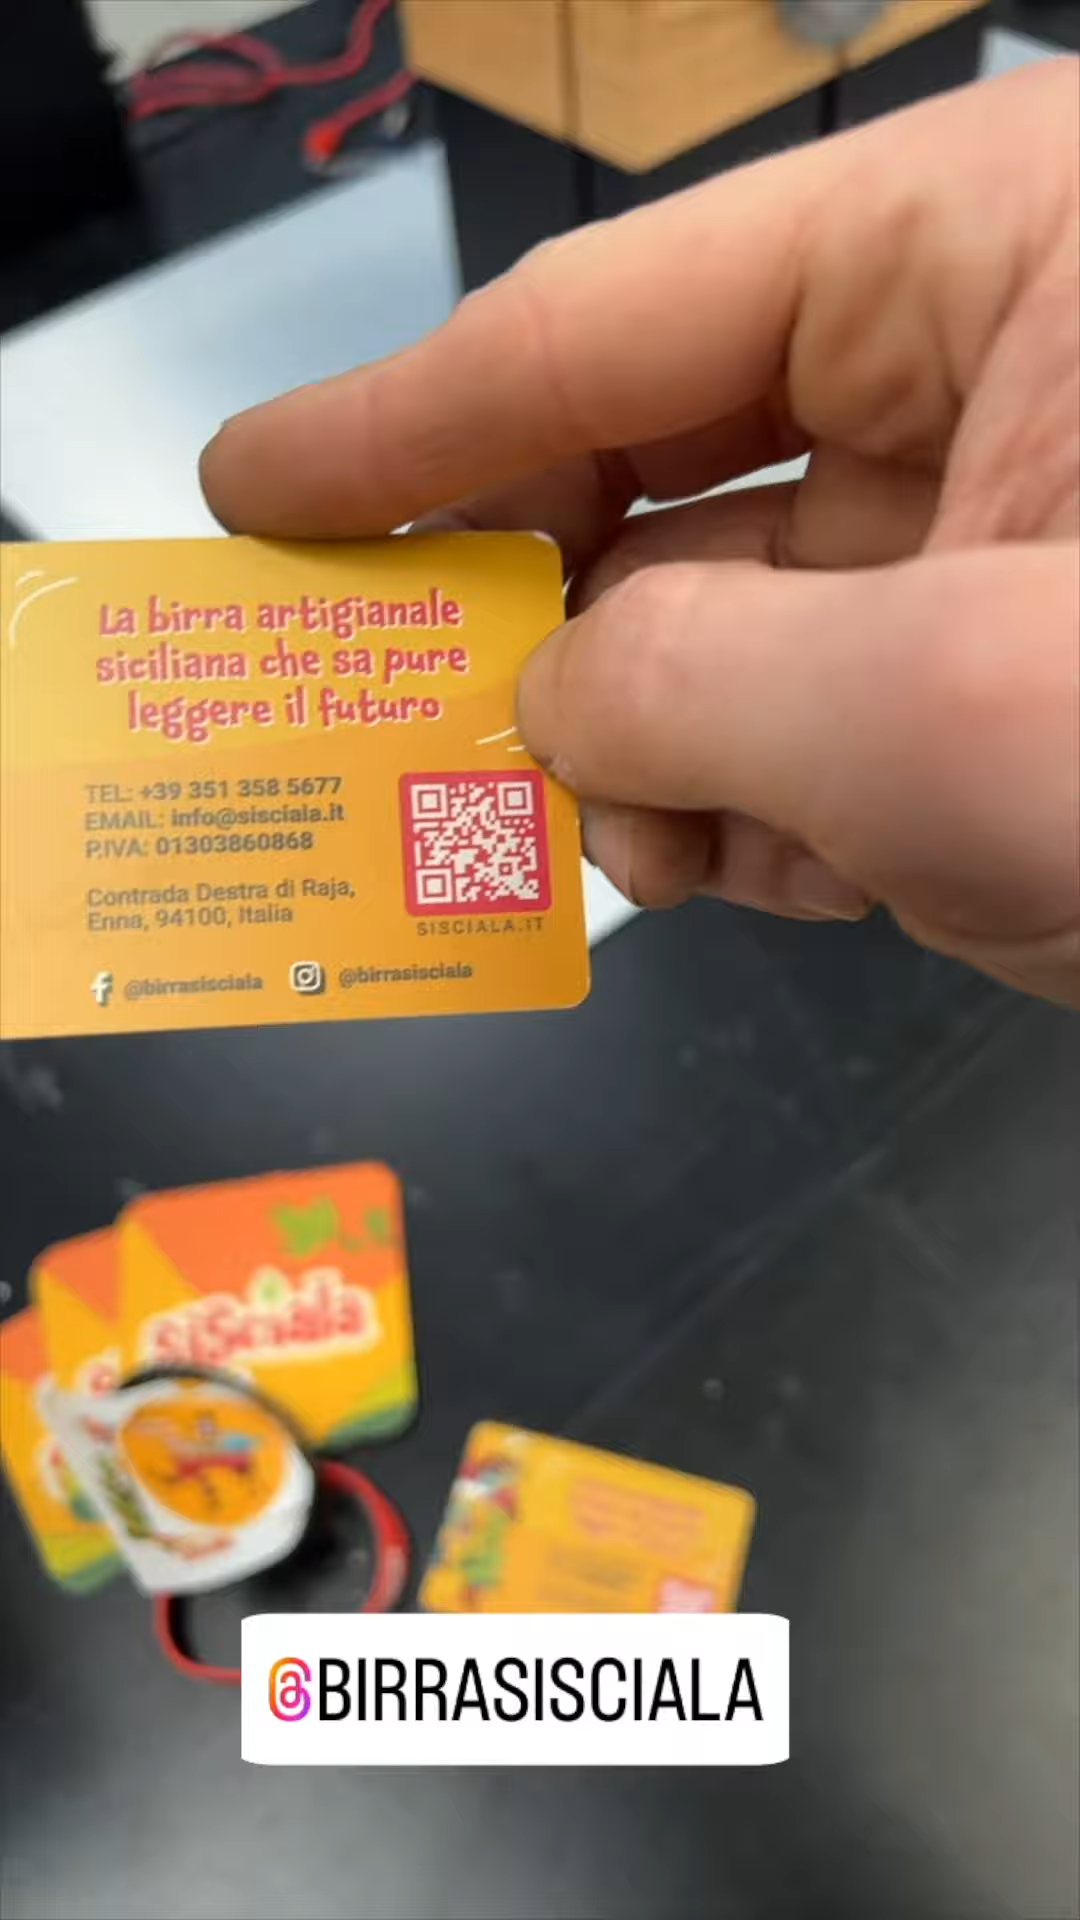 La birra artigianale
siciliana che sa pure
leggere il futuro
TEL: +39 351 358 5677
EMAIL: info@sisciala.it
P.IVA: 01303860868
Contrada Destra di Raja,
Enna, 94100, Italia
SISCIALA.IT
@birrasisciala
@birrasisciala
siSciala
@BIRRASISCIALA